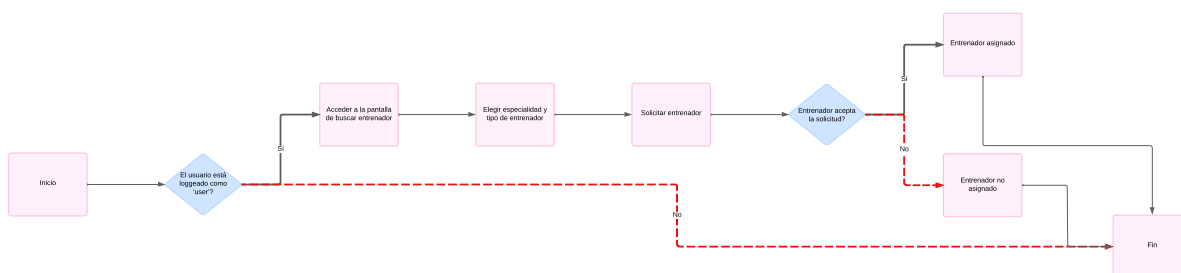 Inicio
El usuario está
loggeado como
'user'?
Sí
No
Acceder a la pantalla
de buscar entrenador
Elegir especialidad y
tipo de entrenador
Solicitar entrenador
Entrenador acepta
la solicitud?
Sí
No
Entrenador asignado
Entrenador no
asignado
Fin